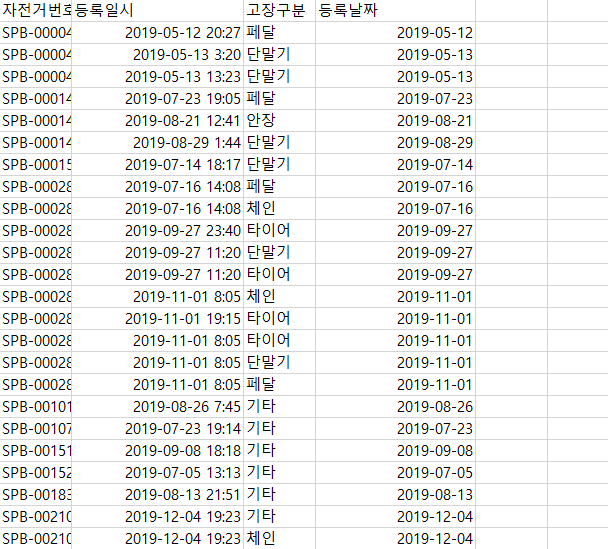 자전거번호 등록일시 고장구분 등록날짜
SPB-00004 2019-05-12 20:27 페달 2019-05-12
SPB-00004 2019-05-13 3:20 단말기 2019-05-13
SPB-00004 2019-05-13 13:23 단말기 2019-05-13
SPB-00014 2019-07-23 19:05 페달 2019-07-23
SPB-00014 2019-08-21 12:41 안장 2019-08-21
SPB-00014 2019-08-29 1:44 단말기 2019-08-29
SPB-00015 2019-07-14 18:17 단말기 2019-07-14
SPB-00028 2019-07-16 14:08 페달 2019-07-16
SPB-00028 2019-07-16 14:08 체인 2019-07-16
SPB-00028 2019-09-27 23:40 타이어 2019-09-27
SPB-00028 2019-09-27 11:20 단말기 2019-09-27
SPB-00028 2019-09-27 11:20 타이어 2019-09-27
SPB-00028 2019-11-01 8:05 체인 2019-11-01
SPB-00028 2019-11-01 19:15 타이어 2019-11-01
SPB-00028 2019-11-01 8:05 타이어 2019-11-01
SPB-00028 2019-11-01 8:05 단말기 2019-11-01
SPB-00028 2019-11-01 8:05 페달 2019-11-01
SPB-00101 2019-08-26 7:45 기타 2019-08-26
SPB-00107 2019-07-23 19:14 기타 2019-07-23
SPB-00151 2019-09-08 18:18 기타 2019-09-08
SPB-00152 2019-07-05 13:13 기타 2019-07-05
SPB-00183 2019-08-13 21:51 기타 2019-08-13
SPB-00210 2019-12-04 19:23 기타 2019-12-04
SPB-00210 2019-12-04 19:23 체인 2019-12-04